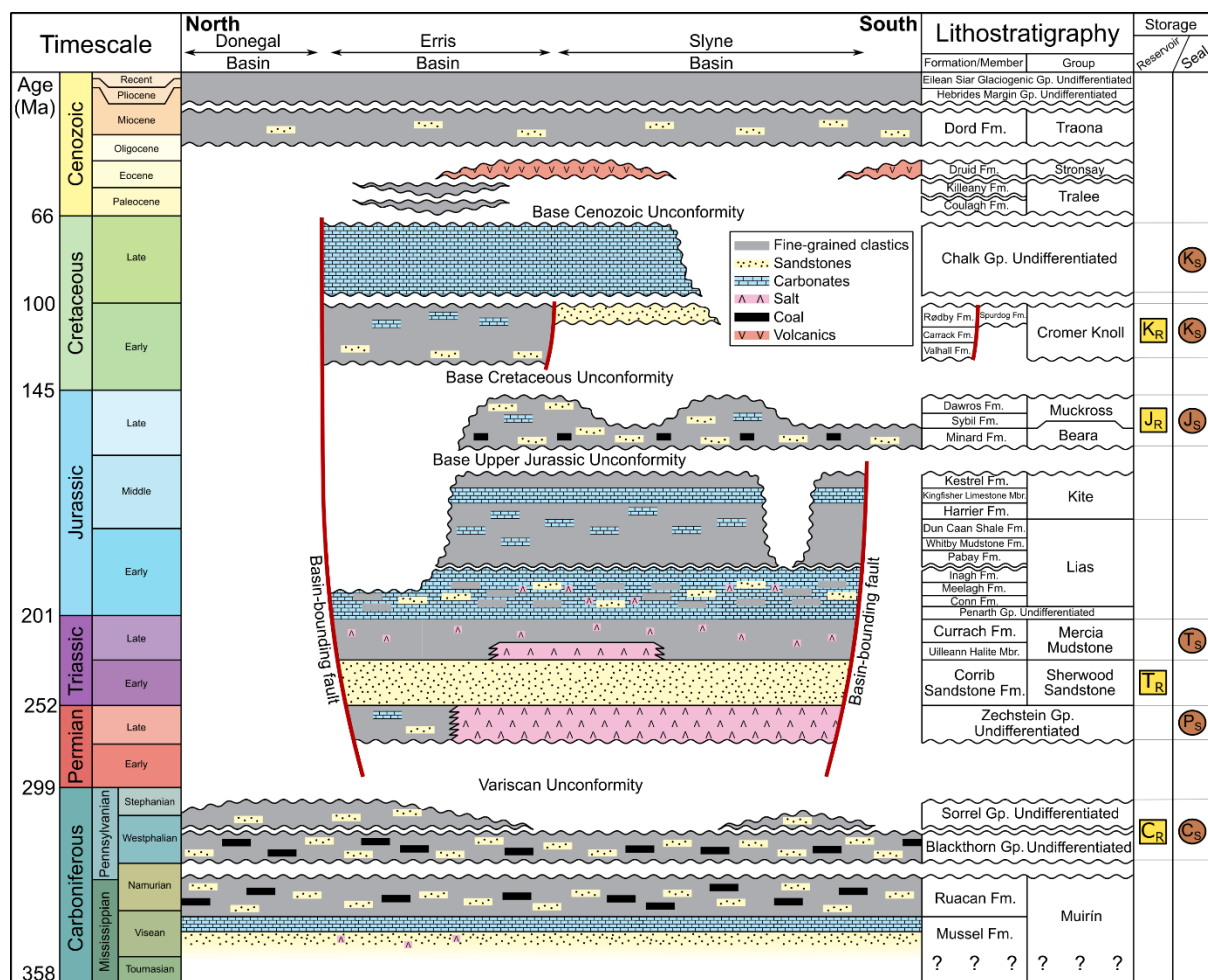 Timescale
North
South
Donegal
Basin
Erris
Basin
Slyne
Basin
Lithostratigraphy
Formation/Member
Group
Storage
Reservoir
Seal
Age
(Ma)
Cenozoic
Recent
Pliocene
Miocene
Oligocene
Eocene
Paleocene
66
Eilean Siar Glaciogenic Gp. Undifferentiated
Hebrides Margin Gp. Undifferentiated
Dord Fm.
Traona
Druid Fm.
Stronsay
Killeany Fm.
Coulagh Fm.
Tralee
Base Cenozoic Unconformity
Cretaceous
Late
100
Early
145
Fine-grained clastics
Sandstones
Carbonates
Salt
Coal
Volcanics
Chalk Gp. Undifferentiated
KS
Rødby Fm.
Spurdog Fm.
Carrack Fm.
Valhall Fm.
Cromer Knoll
KR
KS
Base Cretaceous Unconformity
Jurassic
Late
Middle
Early
201
Dawros Fm.
Muckross
Sybil Fm.
Minard Fm.
Beara
JR
JS
Base Upper Jurassic Unconformity
Kestrel Fm.
Kingfisher Limestone Mbr.
Harrier Fm.
Kite
Dun Caan Shale Fm.
Whitby Mudstone Fm.
Pabay Fm.
Inagh Fm.
Meelagh Fm.
Conn Fm.
Lias
Penarth Gp. Undifferentiated
Basin-bounding fault
Basin-bounding fault
Triassic
Late
Early
252
Currach Fm.
Uilleann Halite Mbr.
Mercia
Mudstone
TS
Corrib
Sandstone Fm.
Sherwood
Sandstone
TR
Permian
Late
Early
299
Zechstein Gp.
Undifferentiated
PS
Variscan Unconformity
Carboniferous
Pennsylvanian
Mississippian
Stephanian
Westphalian
Namurian
Visean
Tournasian
358
Sorrel Gp. Undifferentiated
Blackthorn Gp. Undifferentiated
CR
CS
Ruacan Fm.
Mussel Fm.
Muirín
? ? ? ? ? ?